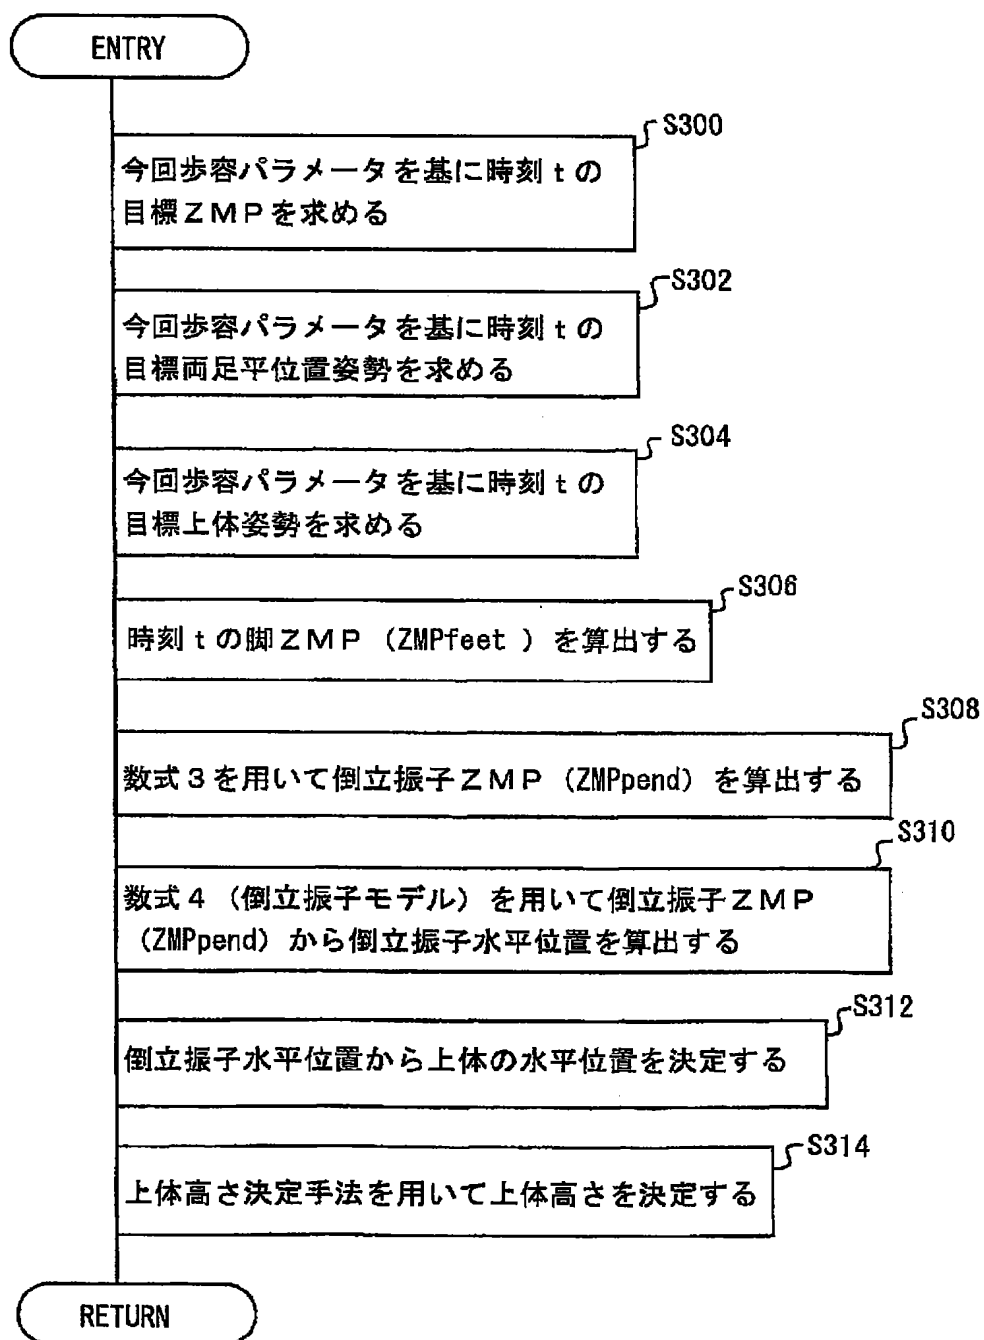 ENTRY
S300
今回歩容パラメータを基に時刻tの
目標ZMPを求める
S302
今回歩容パラメータを基に時刻tの
目標両足平位置姿勢を求める
S304
今回歩容パラメータを基に時刻tの
目標上体姿勢を求める
S306
時刻tの脚ZMP(ZMPfeet )を算出する
S308
数式3を用いて倒立振子ZMP(ZMPpend)を算出する
S310
数式4(倒立振子モデル)を用いて倒立振子ZMP
(ZMPpend)から倒立振子水平位置を算出する
S312
倒立振子水平位置から上体の水平位置を決定する
S314
上体高さ決定手法を用いて上体高さを決定する
RETURN